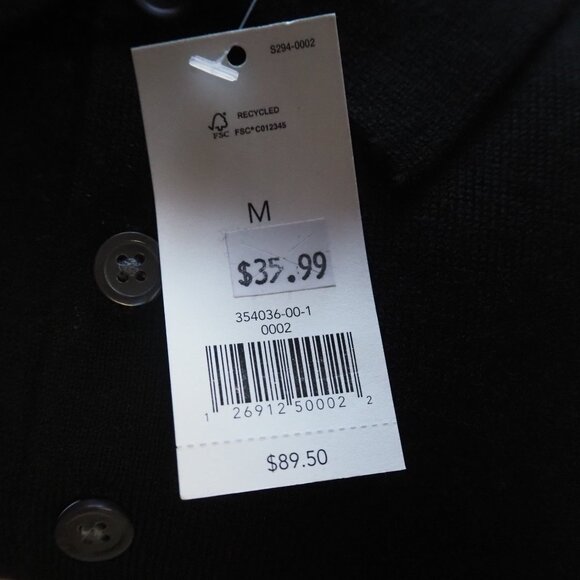 S294-0002
RECYCLED
FSC
FSC® C012345
M
$35.99
354036-00-1
0002
1 26912 50002 2
$89.50